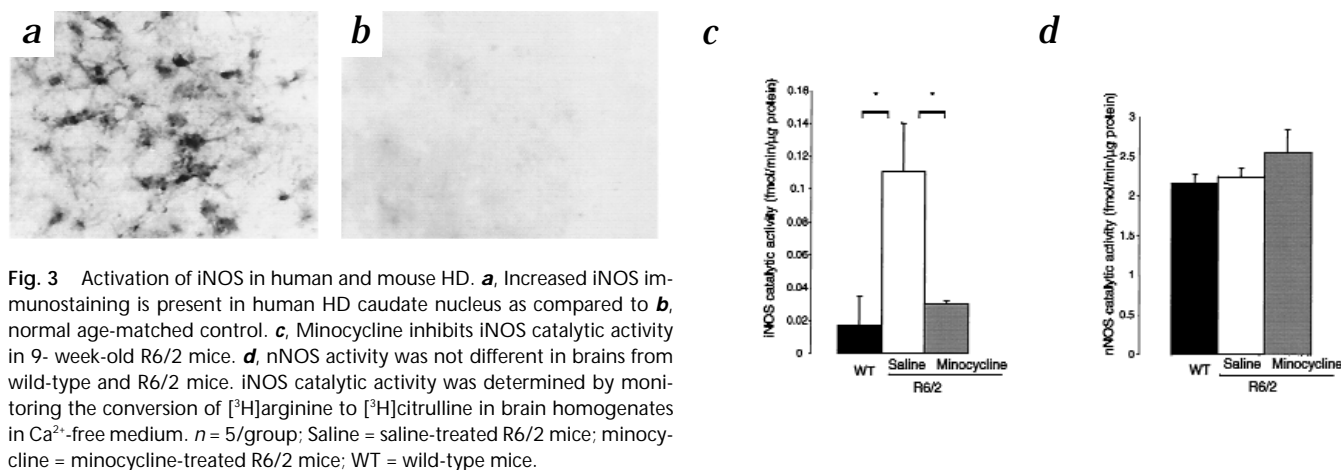 a
b
c
d
iNOS catalytic activity (fmol/min/µg protein)
0.16
0.14
0.12
0.1
0.08
0.06
0.04
0.02
0
*
*
WT
Saline
Minocycline
R6/2
nNOS catalytic activity (fmol/min/µg protein)
3
2.5
2
1.5
1
0.5
0
WT
Saline
Minocycline
R6/2
Fig. 3 Activation of iNOS in human and mouse HD. a, Increased iNOS im-
munostaining is present in human HD caudate nucleus as compared to b,
normal age-matched control. c, Minocycline inhibits iNOS catalytic activity
in 9- week-old R6/2 mice. d, nNOS activity was not different in brains from
wild-type and R6/2 mice. iNOS catalytic activity was determined by moni-
toring the conversion of [³H]arginine to [³H]citrulline in brain homogenates
in Ca²⁺-free medium. n = 5/group; Saline = saline-treated R6/2 mice; minocy-
cline = minocycline-treated R6/2 mice; WT = wild-type mice.